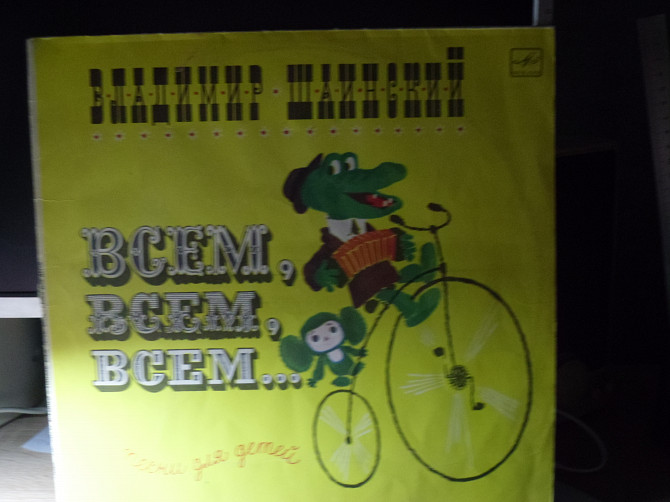 ВЛАДИМИР ШАИНСКИЙ
ВСЕМ,
ВСЕМ,
ВСЕМ...
песни для детей